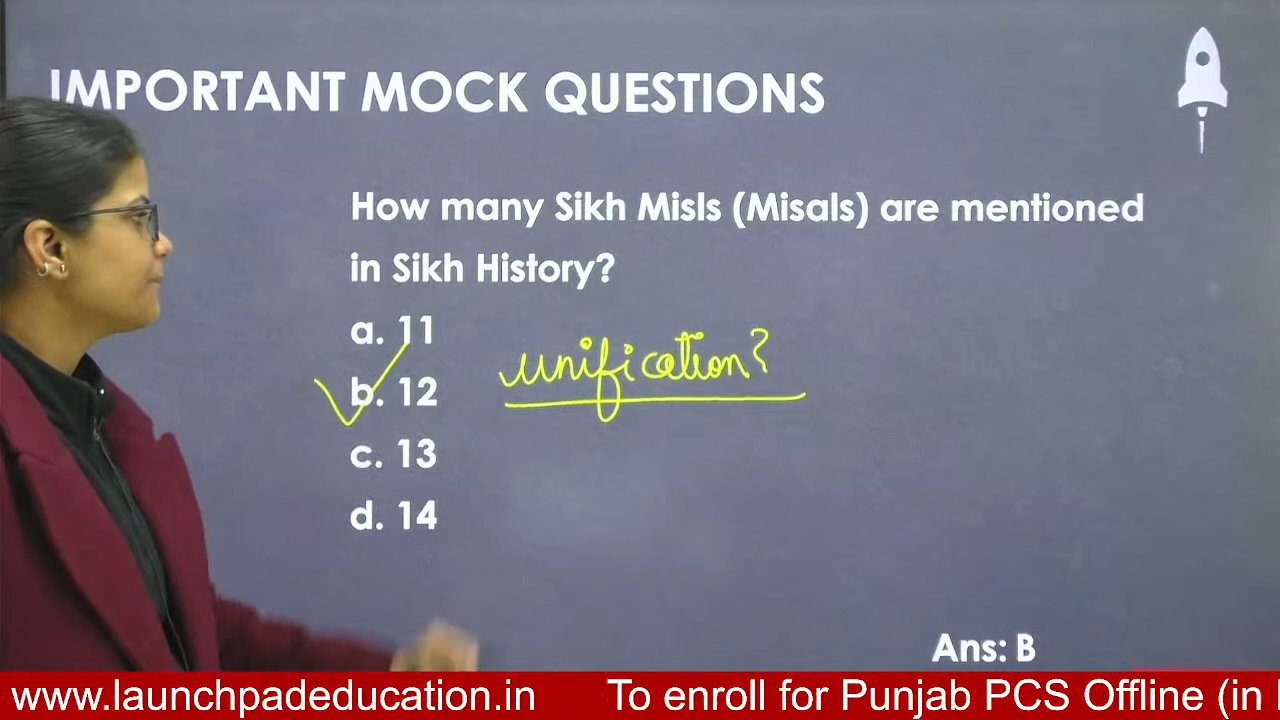 IMPORTANT MOCK QUESTIONS
How many Sikh Misls (Misals) are mentioned
in Sikh History?
a. 11
b. 12
unification?
c. 13
d. 14
Ans: B
www.launchpadeducation.in To enroll for Punjab PCS Offline (in